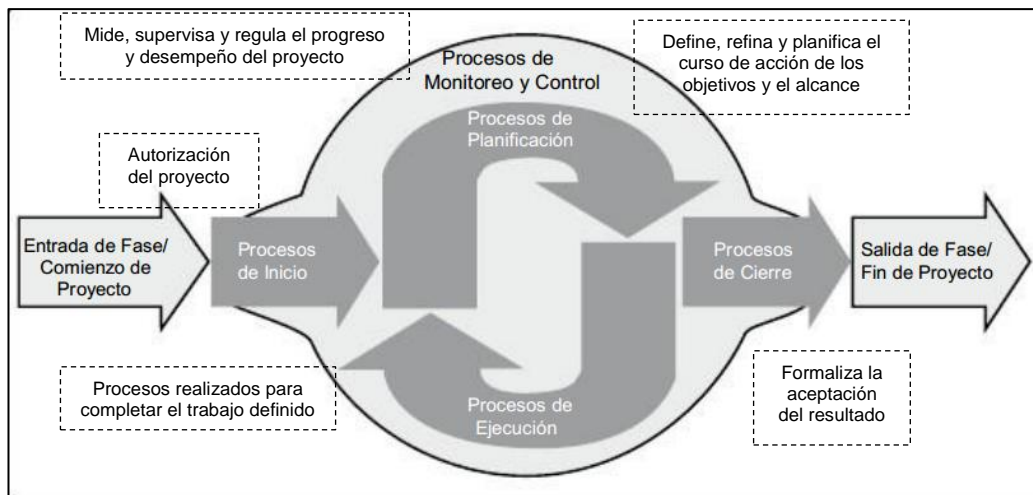 Mide, supervisa y regula el progreso
y desempeño del proyecto
Procesos de
Monitoreo y Control
Define, refina y planifica el
curso de acción de los
objetivos y el alcance
Procesos de
Planificación
Autorización
del proyecto
Entrada de Fase/
Comienzo de
Proyecto
Procesos
de Inicio
Procesos
de Cierre
Salida de Fase/
Fin de Proyecto
Procesos realizados para
completar el trabajo definido
Procesos de
Ejecución
Formaliza la
aceptación
del resultado